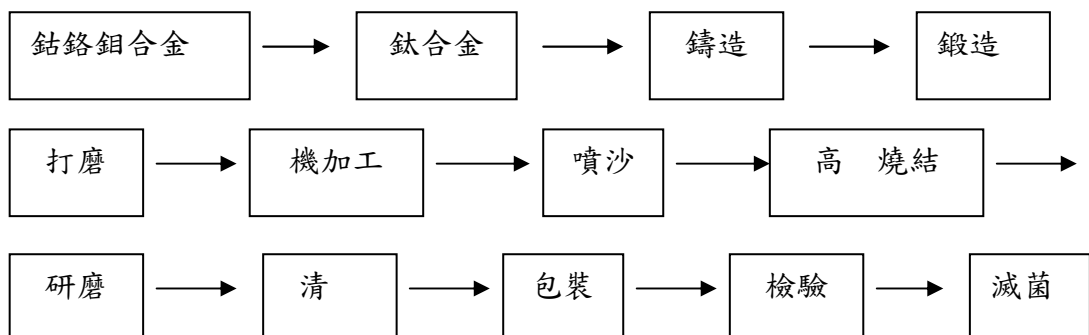 鈷鉻鉬合金 鈦合金 鑄造 鍛造
打磨 機加工 噴沙 高 燒結
研磨 清 包裝 檢驗 滅菌